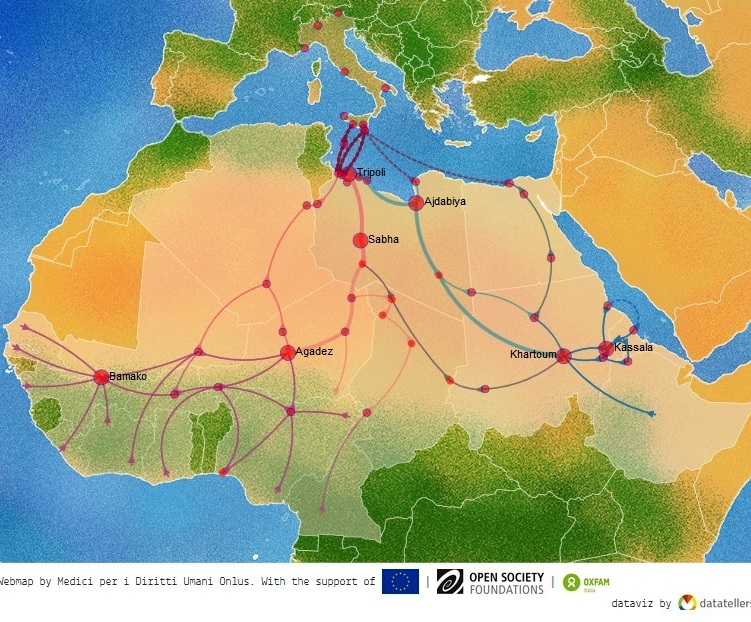 Tripoli
Ajdabiya
Sabha
Agadez
Khartoum
Kassala
Bamako
Webmap by Medici per i Diritti Umani Onlus. With the support of
OPEN SOCIETY
FOUNDATIONS
OXFAM
Italia
dataviz by datatellers